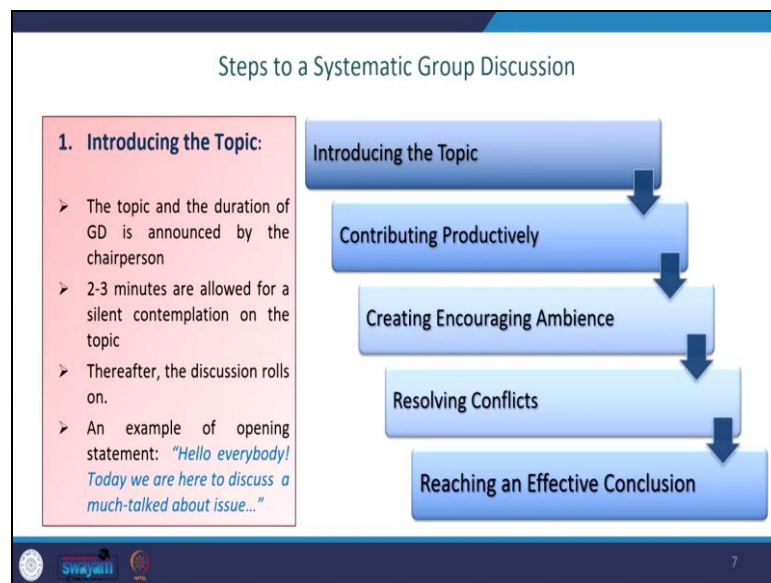 Steps to a Systematic Group Discussion
1. Introducing the Topic:
➢ The topic and the duration of
GD is announced by the
chairperson
➢ 2-3 minutes are allowed for a
silent contemplation on the
topic
➢ Thereafter, the discussion rolls
on.
➢ An example of opening
statement: "Hello everybody!
Today we are here to discuss a
much-talked about issue…"
Introducing the Topic
Contributing Productively
Creating Encouraging Ambience
Resolving Conflicts
Reaching an Effective Conclusion
swayam
7